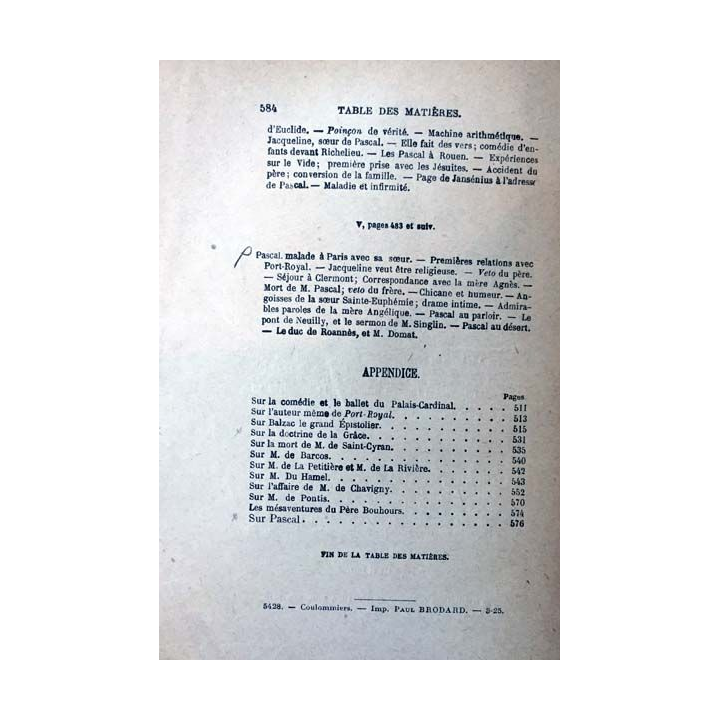 584 TABLE DES MATIÈRES.
d'Euclide. — Poinçon de vérité. — Machine arithmétique. —
Jacqueline, sœur de Pascal. — Elle fait des vers; comédie d'en-
fants devant Richelieu. — Les Pascal à Rouen. — Expériences
sur le Vide; première prise avec les Jésuites. — Accident du
père; conversion de la famille. — Page de Jansénius à l'adresse
de Pascal. — Maladie et infirmité.
V, pages 483 et suiv.
Pascal malade à Paris avec sa sœur. — Premières relations avec
Port-Royal. — Jacqueline veut être religieuse. — Veto du père.
— Séjour à Clermont; Correspondance avec la mère Agnès. —
Mort de M. Pascal; veto du frère. — Chicane et humeur. — An-
goisses de la sœur Sainte-Euphémie; drame intime. — Admira-
bles paroles de la mère Angélique. — Pascal au parloir. — Le
pont de Neuilly, et le sermon de M. Singlin. — Pascal au désert.
— Le duc de Roannès, et M. Domat.
APPENDICE.
Pages
Sur la comédie et le ballet du Palais-Cardinal. . . . . 511
Sur l'auteur même de Port-Royal. . . . . . . . . . 513
Sur Balzac le grand Épistolier. . . . . . . . . . . 515
Sur la doctrine de la Grâce. . . . . . . . . . . . 531
Sur la mort de M. de Saint-Cyran. . . . . . . . . . 535
Sur M. de Barcos. . . . . . . . . . . . . . . 540
Sur M. de La Petitière et M. de La Rivière. . . . . . . 542
Sur M. Du Hamel. . . . . . . . . . . . . . . 543
Sur l'affaire de M. de Chavigny. . . . . . . . . . . 552
Sur M. de Pontis. . . . . . . . . . . . . . . 570
Les mésaventures du Père Bouhours. . . . . . . . . 574
Sur Pascal. . . . . . . . . . . . . . . . . . 576
FIN DE LA TABLE DES MATIÈRES.
5428. — Coulommiers. — Imp. PAUL BRODARD. — 3-25.